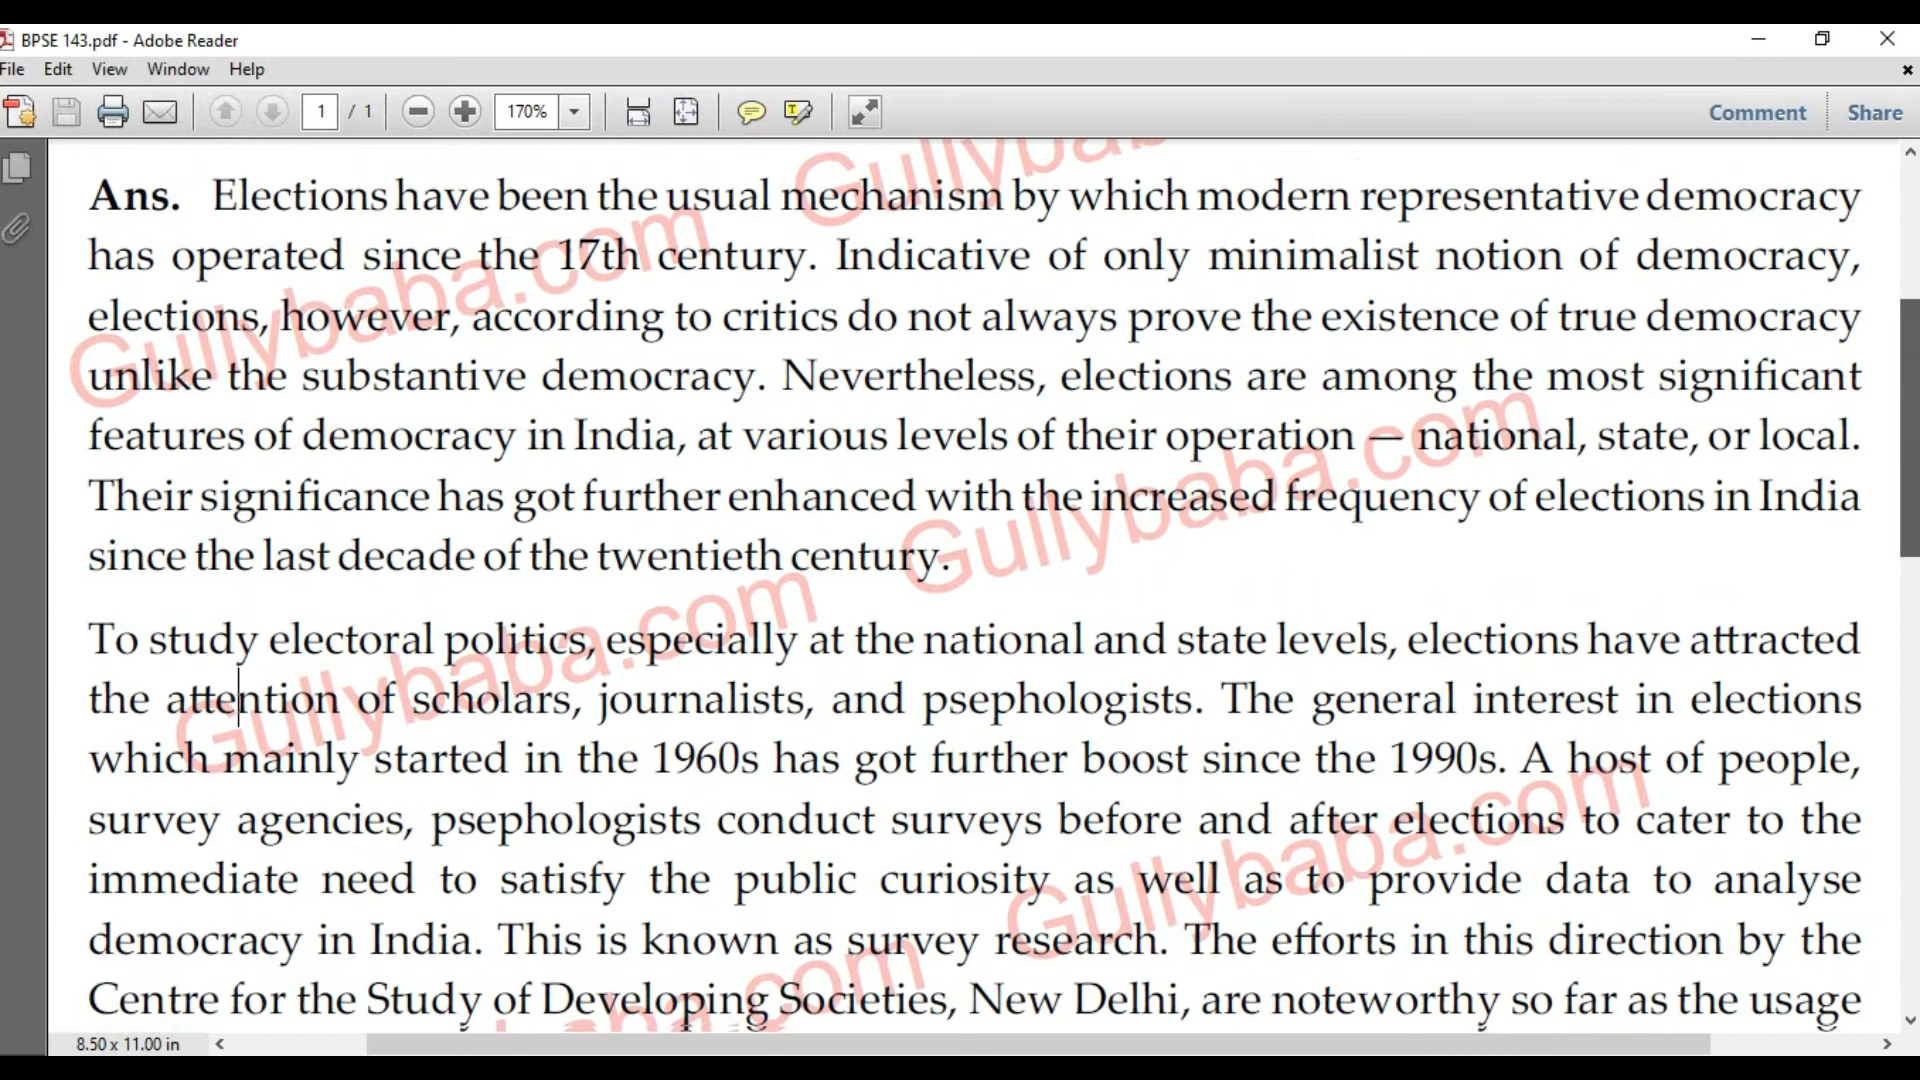 BPSE 143.pdf - Adobe Reader
File Edit View Window Help
1 / 1 170% Comment Share
Ans. Elections have been the usual mechanism by which modern representative democracy
has operated since the 17th century. Indicative of only minimalist notion of democracy,
elections, however, according to critics do not always prove the existence of true democracy
unlike the substantive democracy. Nevertheless, elections are among the most significant
features of democracy in India, at various levels of their operation — national, state, or local.
Their significance has got further enhanced with the increased frequency of elections in India
since the last decade of the twentieth century.
To study electoral politics, especially at the national and state levels, elections have attracted
the attention of scholars, journalists, and psephologists. The general interest in elections
which mainly started in the 1960s has got further boost since the 1990s. A host of people,
survey agencies, psephologists conduct surveys before and after elections to cater to the
immediate need to satisfy the public curiosity as well as to provide data to analyse
democracy in India. This is known as survey research. The efforts in this direction by the
Centre for the Study of Developing Societies, New Delhi, are noteworthy so far as the usage
Gullybaba.com
Gullybaba.com
Gullybaba.com
Gullybaba.com
Gullybaba.com
8.50 x 11.00 in